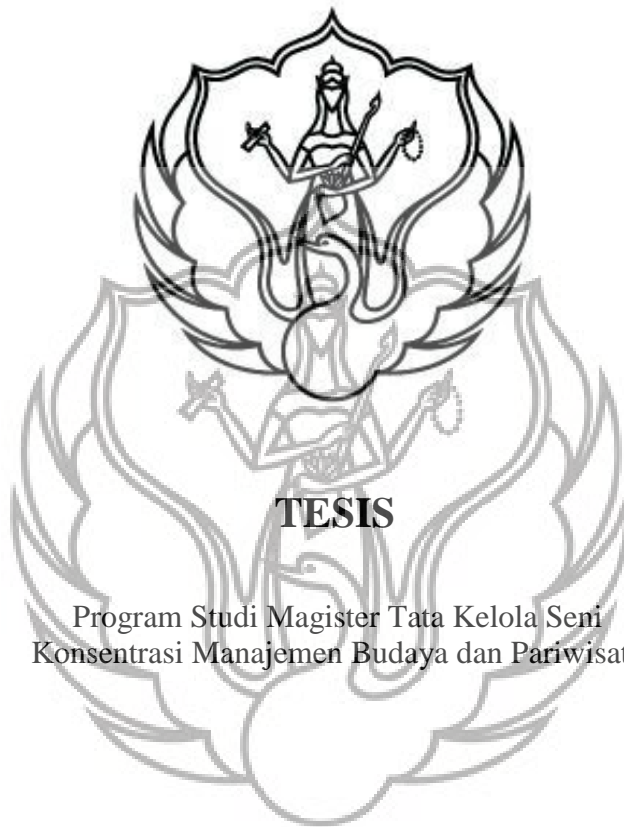 TESIS
Program Studi Magister Tata Kelola Seni
Konsentrasi Manajemen Budaya dan Pariwisat